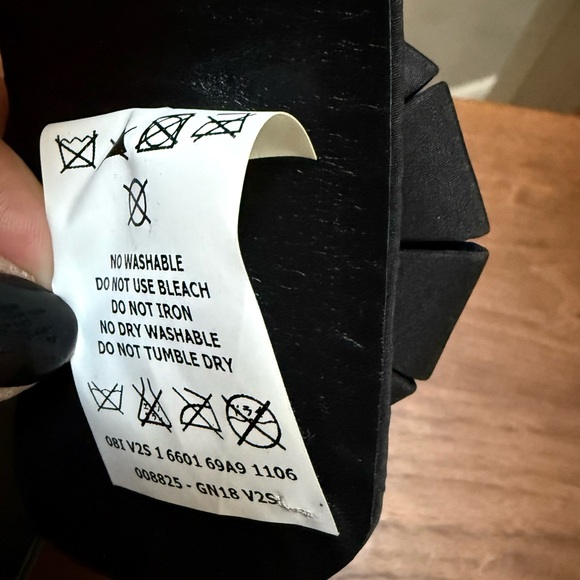 NO WASHABLE
DO NOT USE BLEACH
DO NOT IRON
NO DRY WASHABLE
DO NOT TUMBLE DRY
08I V2S 1 6601 69A9 1106
008825 - GN18 V2S